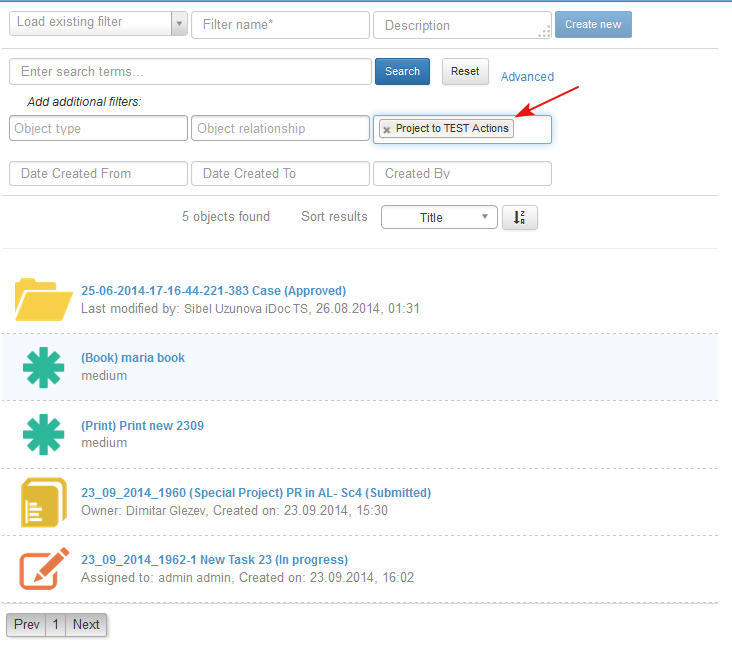 Load existing filter
Filter name*
Description
Create new
Enter search terms...
Search
Reset
Advanced
Add additional filters:
Object type
Object relationship
Project to TEST Actions
Date Created From
Date Created To
Created By
5 objects found
Sort results
Title
25-06-2014-17-16-44-221-383 Case (Approved)
Last modified by: Sibel Uzunova iDoc TS, 26.08.2014, 01:31
(Book) maria book
medium
(Print) Print new 2309
medium
23_09_2014_1960 (Special Project) PR in AL- Sc4 (Submitted)
Owner: Dimitar Glezev, Created on: 23.09.2014, 15:30
23_09_2014_1962-1 New Task 23 (In progress)
Assigned to: admin admin, Created on: 23.09.2014, 16:02
Prev 1 Next